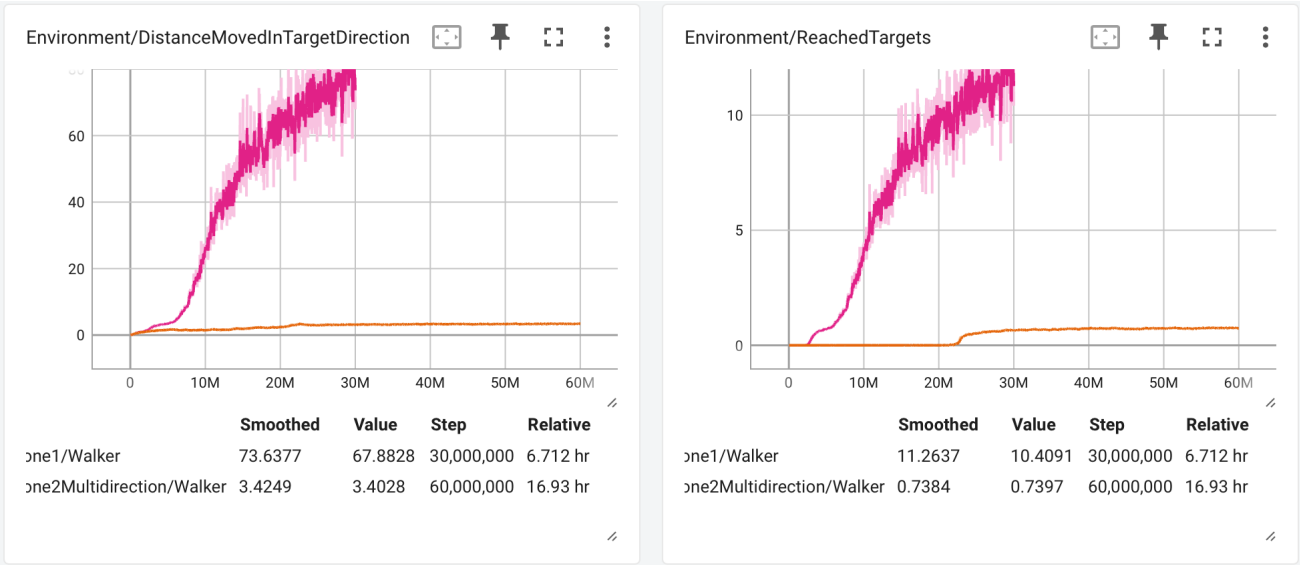 Environment/DistanceMovedInTargetDirection
60
40
20
0
0 10M 20M 30M 40M 50M 60M
Smoothed Value Step Relative
one1/Walker 73.6377 67.8828 30,000,000 6.712 hr
one2Multidirection/Walker 3.4249 3.4028 60,000,000 16.93 hr
Environment/ReachedTargets
10
5
0
0 10M 20M 30M 40M 50M 60M
Smoothed Value Step Relative
one1/Walker 11.2637 10.4091 30,000,000 6.712 hr
one2Multidirection/Walker 0.7384 0.7397 60,000,000 16.93 hr